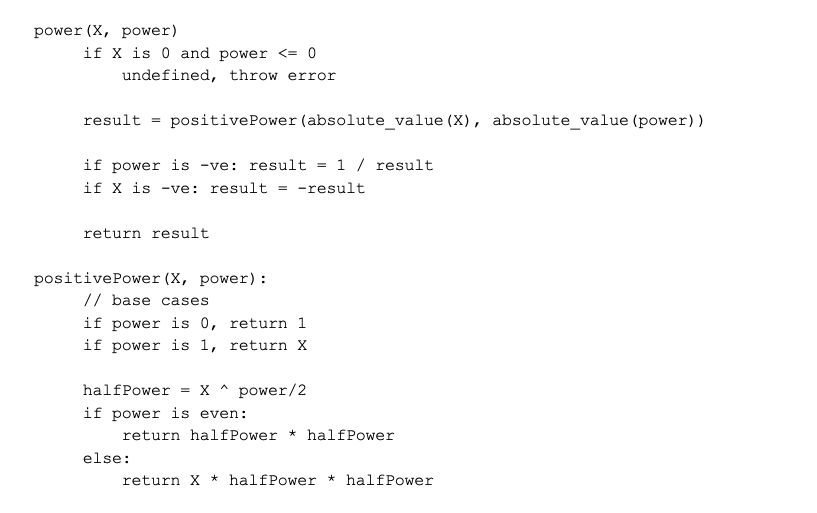 power(X, power)
if X is 0 and power <= 0
undefined, throw error
result = positivePower(absolute_value(X), absolute_value(power))
if power is -ve: result = 1 / result
if X is -ve: result = -result
return result
positivePower(X, power):
// base cases
if power is 0, return 1
if power is 1, return X
halfPower = X ^ power/2
if power is even:
return halfPower * halfPower
else:
return X * halfPower * halfPower